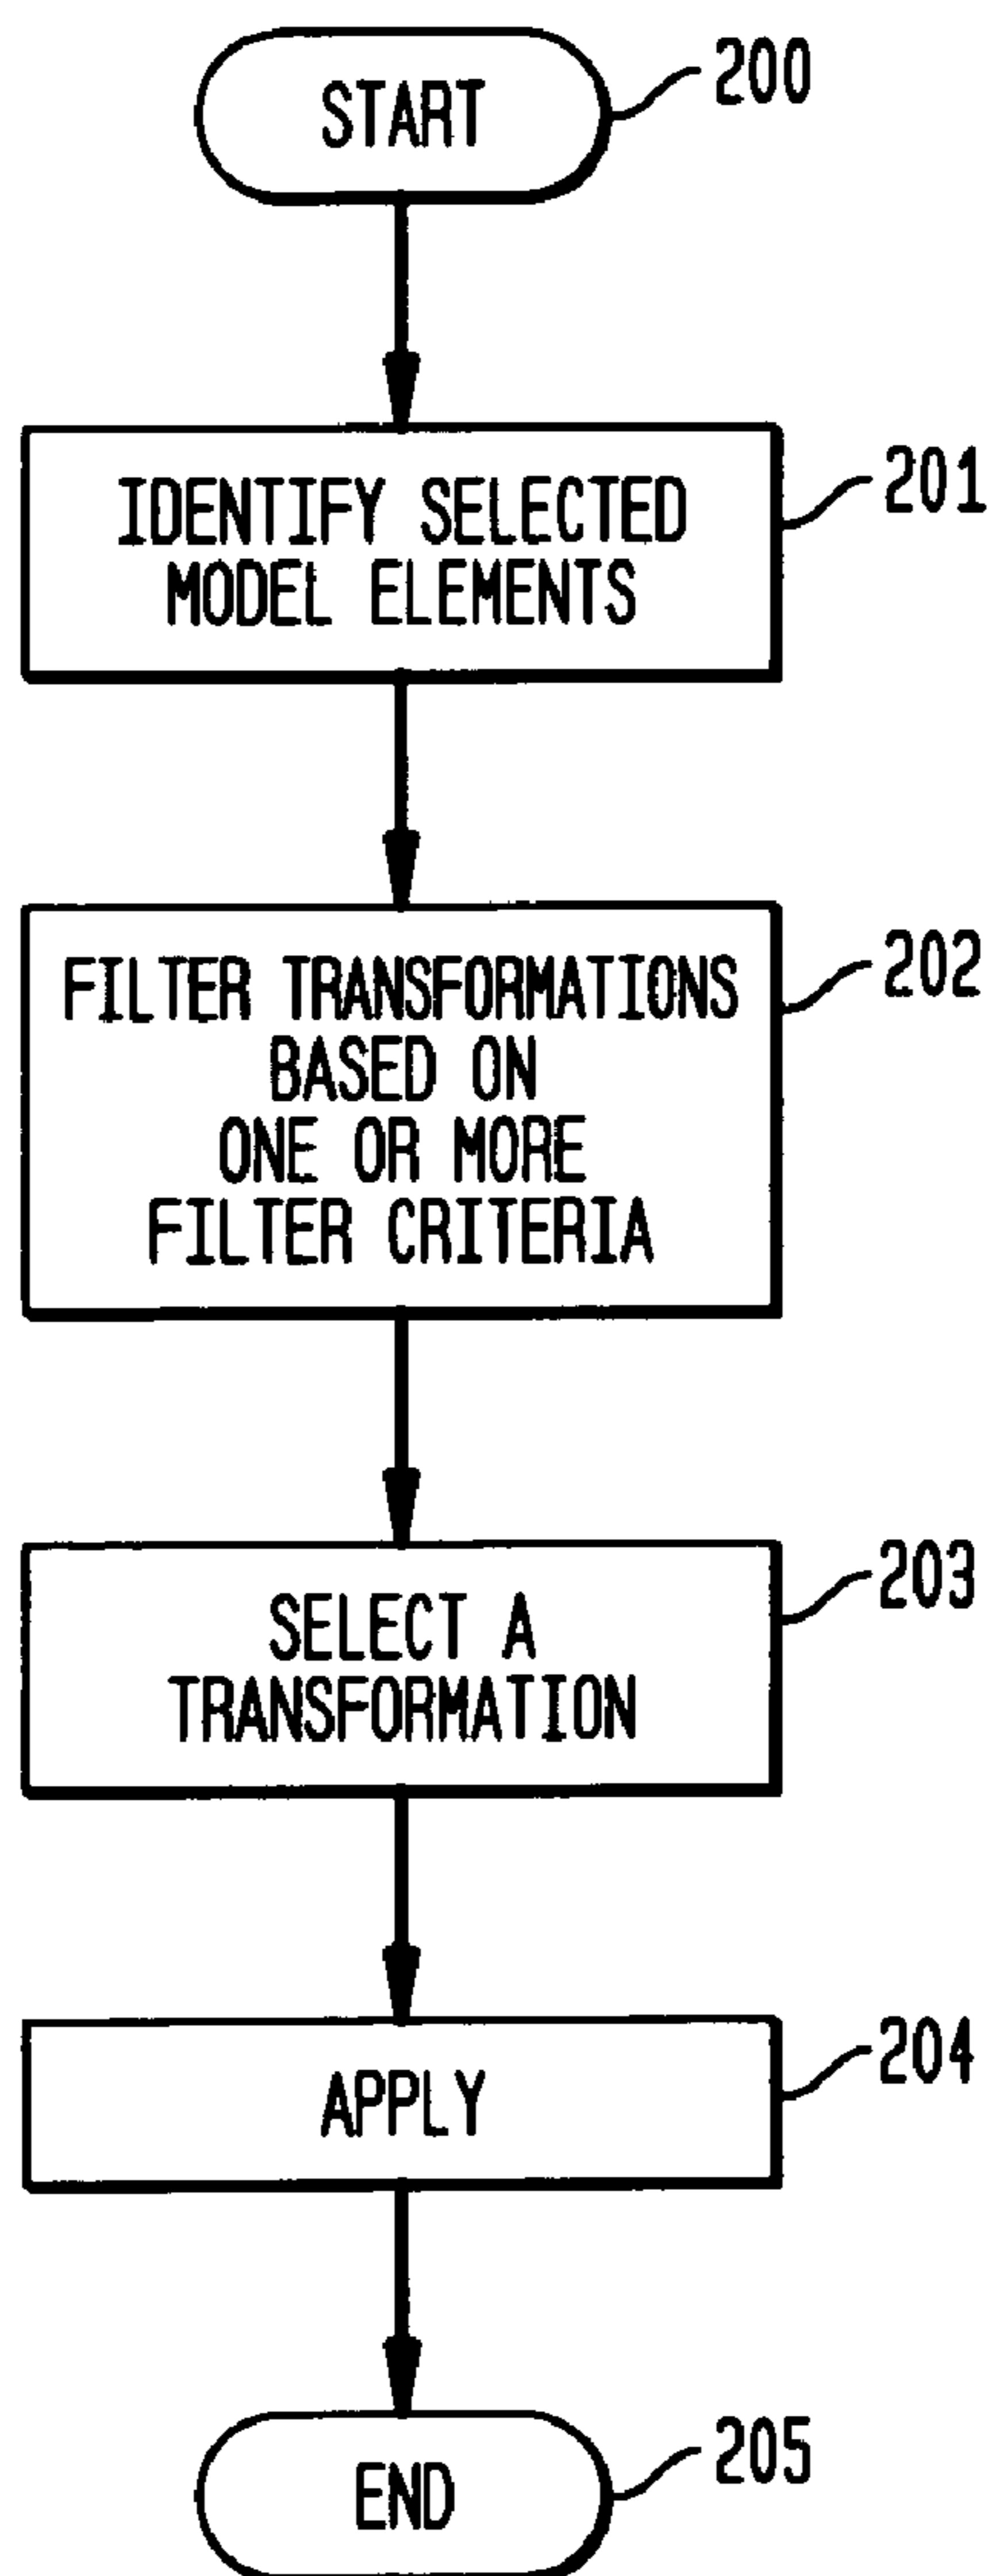 START
200
IDENTIFY SELECTED
MODEL ELEMENTS
201
FILTER TRANSFORMATIONS
BASED ON
ONE OR MORE
FILTER CRITERIA
202
SELECT A
TRANSFORMATION
203
APPLY
204
END
205